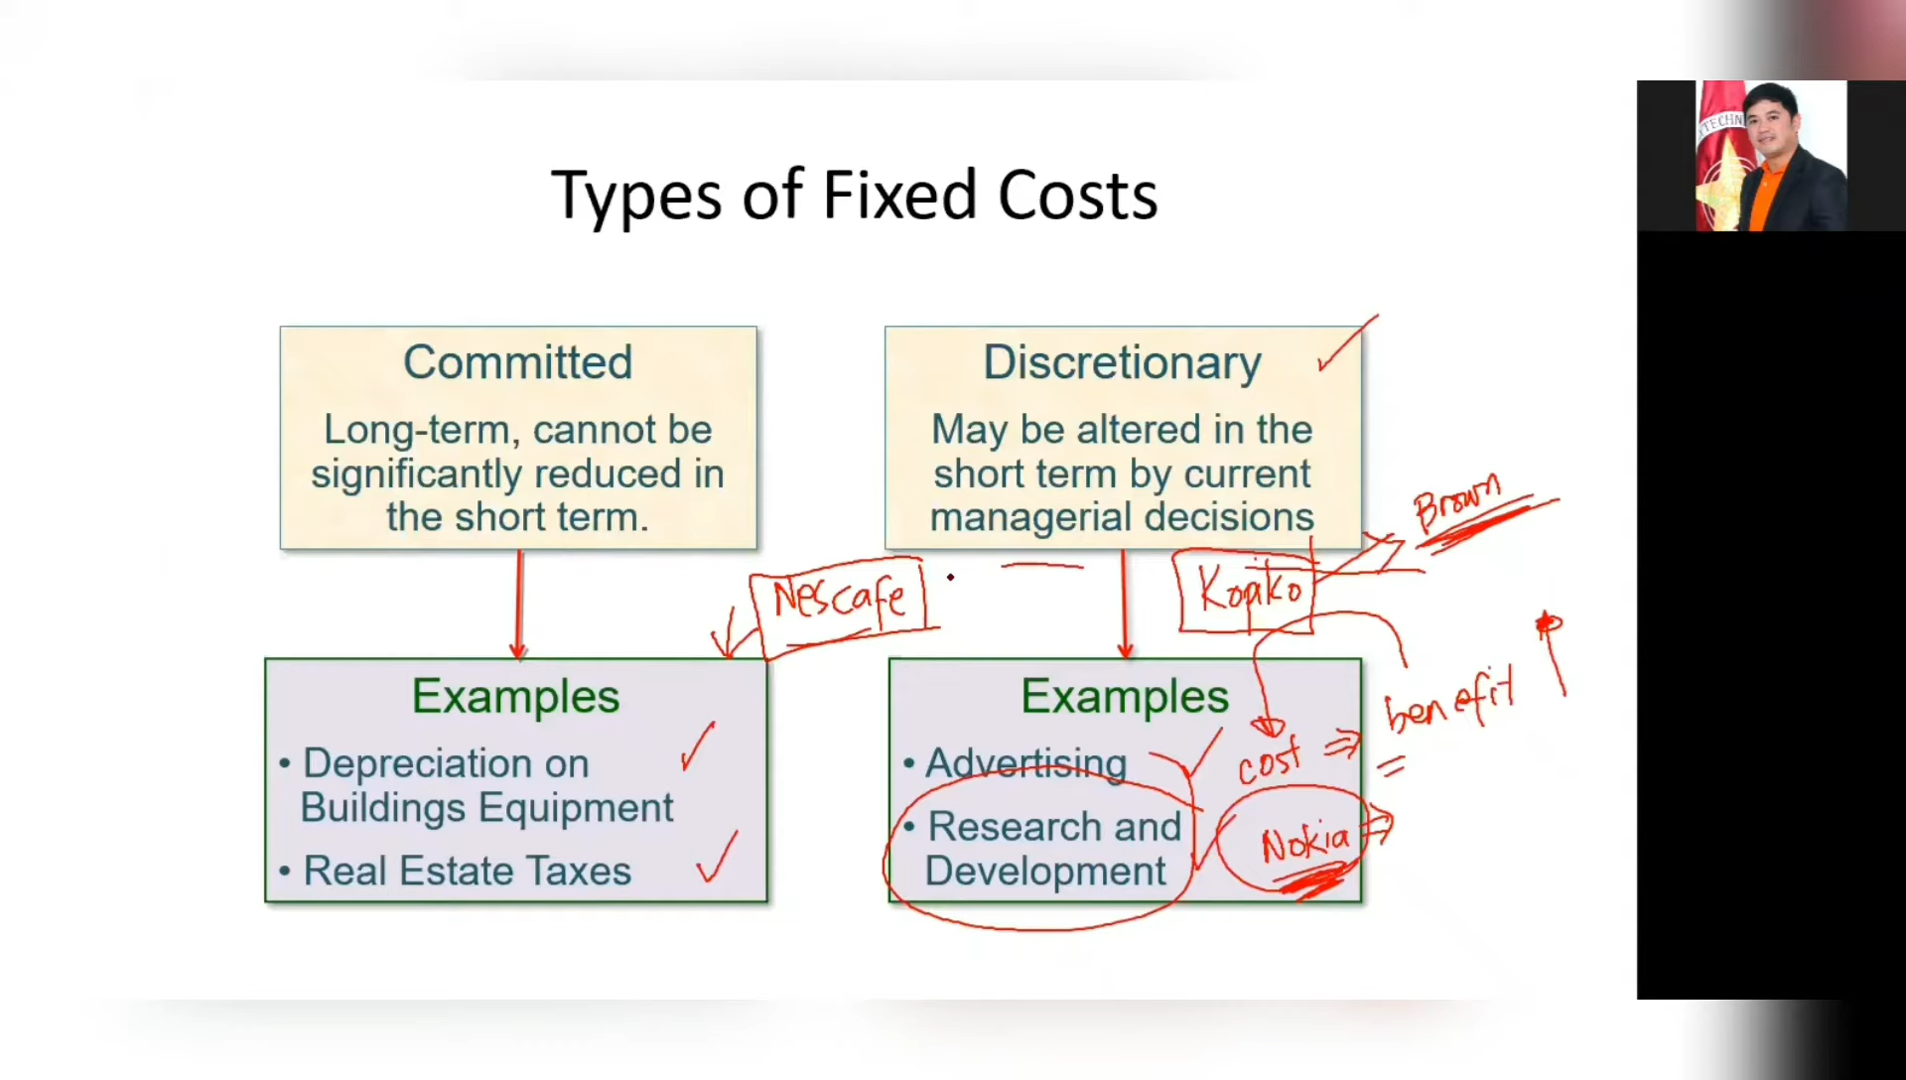 TECHN
Types of Fixed Costs
Committed
Long-term, cannot be
significantly reduced in
the short term.
Discretionary
May be altered in the
short term by current
managerial decisions
Brown
Nescafe
Kopiko
Examples
• Depreciation on
Buildings Equipment
• Real Estate Taxes
Examples
• Advertising
• Research and
Development
cost ⇒ benefit ↑
=
Nokia ⇒